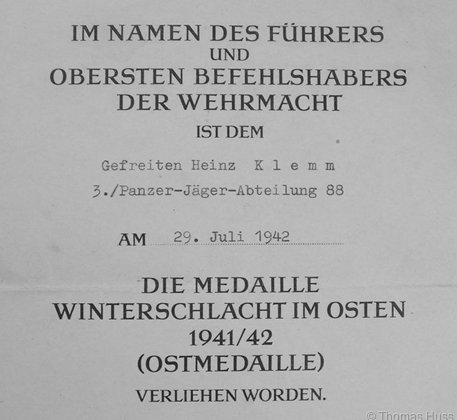 IM NAMEN DES FÜHRERS
UND
OBERSTEN BEFEHLSHABERS
DER WEHRMACHT
IST DEM
Gefreiten Heinz K l e m m
3./Panzer-Jäger-Abteilung 88
AM 29. Juli 1942
DIE MEDAILLE
WINTERSCHLACHT IM OSTEN
1941/42
(OSTMEDAILLE)
VERLIEHEN WORDEN.
© Thomas Huss